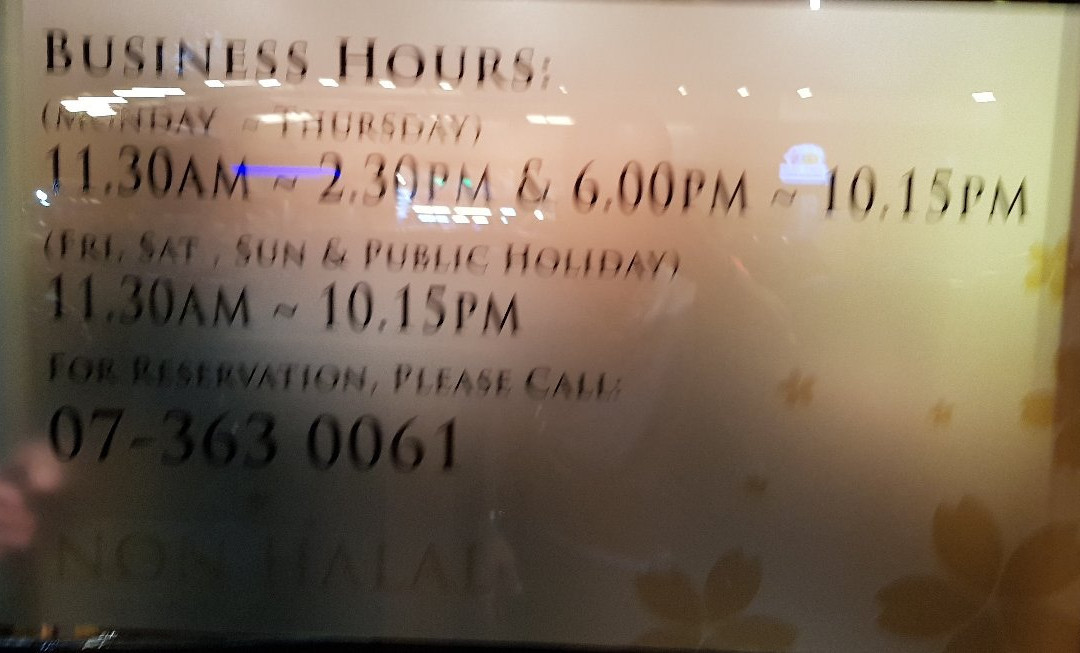 BUSINESS HOURS:
(MONDAY ~ THURSDAY)
11.30AM ~ 2.30PM & 6.00PM ~ 10.15PM
(FRI, SAT , SUN & PUBLIC HOLIDAY)
11.30AM ~ 10.15PM
FOR RESERVATION, PLEASE CALL:
07-363 0061
NON HALAL